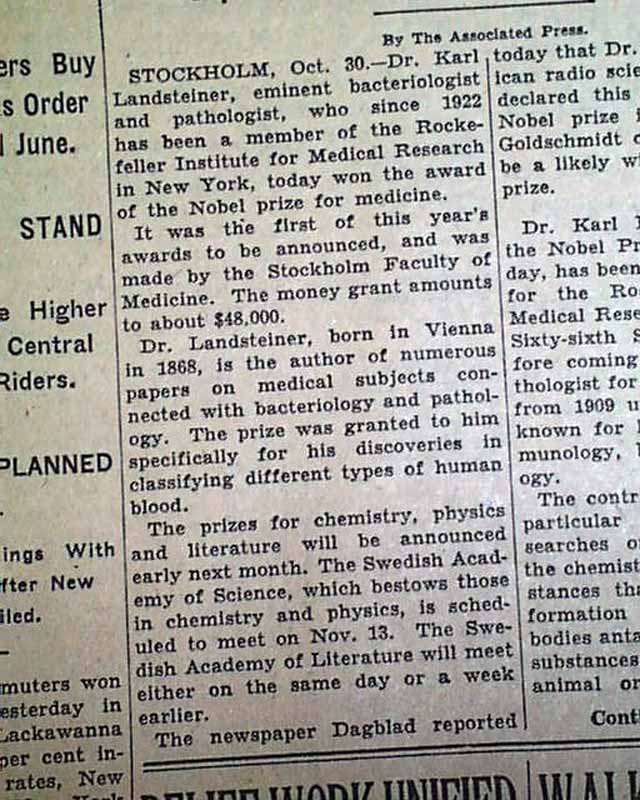 ers Buy
s Order
June.
STAND
Higher
Central
Riders.
PLANNED
ings With
fter New
iled.
muters won
esterday in
Lackawanna
per cent in-
rates, New
York
By The Associated Press.
STOCKHOLM, Oct. 30.—Dr. Karl
Landsteiner, eminent bacteriologist
and pathologist, who since 1922
has been a member of the Rocke-
feller Institute for Medical Research
in New York, today won the award
of the Nobel prize for medicine.
It was the first of this year's
awards to be announced, and was
made by the Stockholm Faculty of
Medicine. The money grant amounts
to about $48,000.
Dr. Landsteiner, born in Vienna
in 1868, is the author of numerous
papers on medical subjects con-
nected with bacteriology and pathol-
ogy. The prize was granted to him
specifically for his discoveries in
classifying different types of human
blood.
The prizes for chemistry, physics
and literature will be announced
early next month. The Swedish Acad-
emy of Science, which bestows those
in chemistry and physics, is sched-
uled to meet on Nov. 13. The Swe-
dish Academy of Literature will meet
either on the same day or a week
earlier.
The newspaper Dagblad reported
today that Dr.
ican radio scie
declared this
Nobel prize
Goldschmidt
be a likely wi
prize.
Dr. Karl
the Nobel Pr
day, has been
for the Ro
Medical Rese
Sixty-sixth S
fore coming
thologist for
from 1909 u
known for
munology,
ogy.
The contr
particular
searches o
the chemist
stances tha
formation
bodies anta
substances
animal or
Conti
RELIEF WORK UNIFIED
WALL